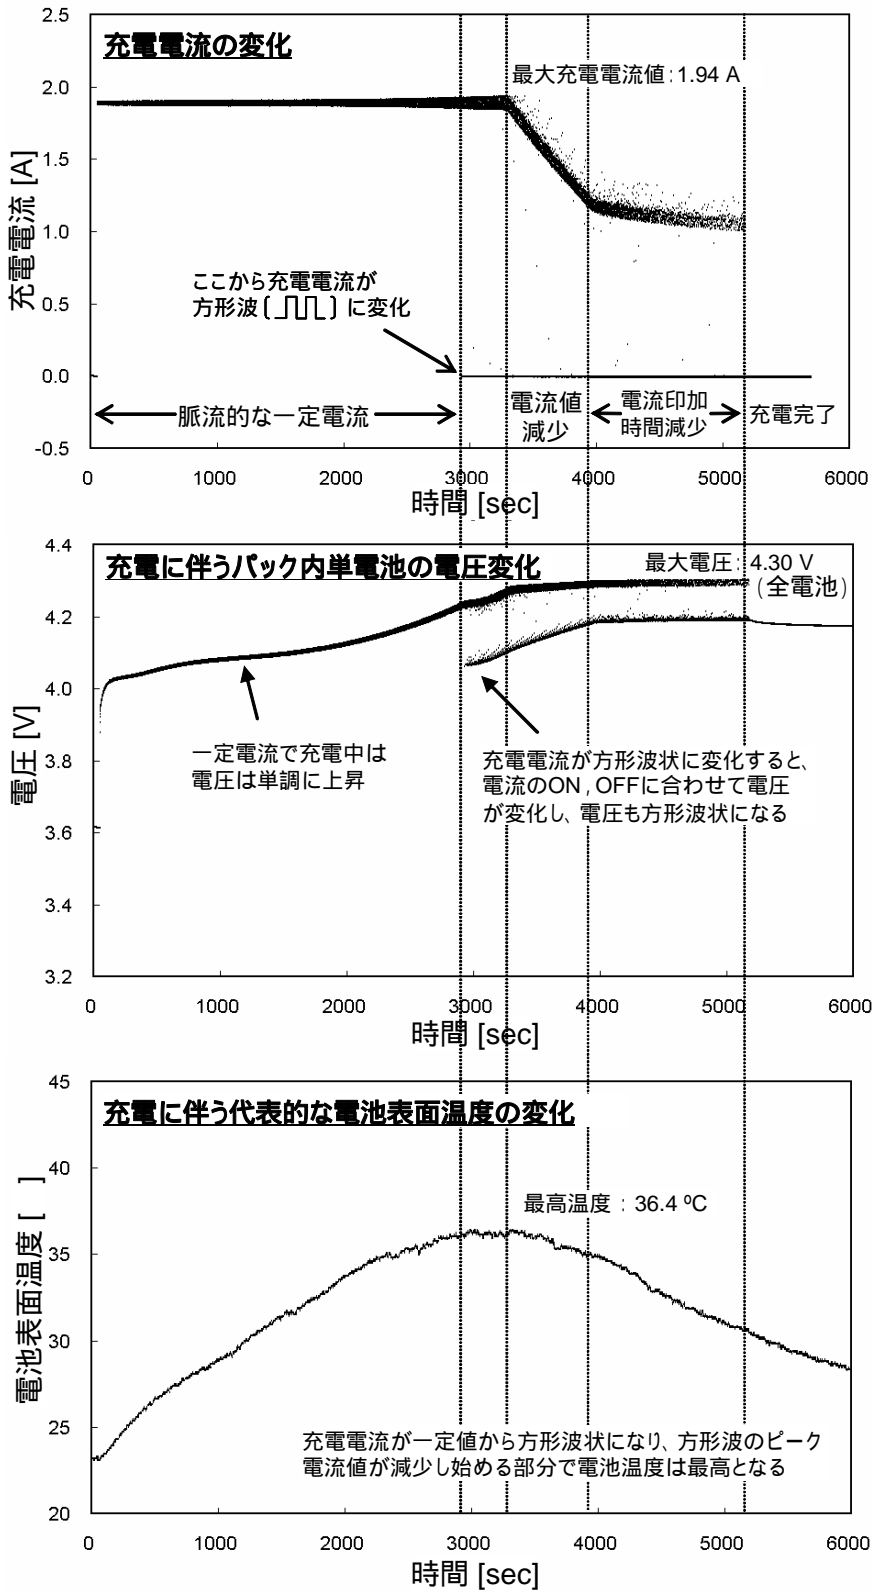 充電電流の変化
最大充電電流値：1.94 A
充電電流 [A]
2.5
2.0
1.5
1.0
0.5
0.0
-0.5
ここから充電電流が
方形波〔 〕に変化
脈流的な一定電流
電流値
減少
電流印加
時間減少
充電完了
0 1000 2000 3000 4000 5000 6000
時間 [sec]
充電に伴うパック内単電池の電圧変化
最大電圧：4.30 V
（全電池）
電圧 [V]
4.4
4.2
4.0
3.8
3.6
3.4
3.2
一定電流で充電中は
電圧は単調に上昇
充電電流が方形波状に変化すると、
電流のON，OFFに合わせて電圧
が変化し、電圧も方形波状になる
0 1000 2000 3000 4000 5000 6000
時間 [sec]
充電に伴う代表的な電池表面温度の変化
最高温度：36.4 ºC
電池表面温度 [ ]
45
40
35
30
25
20
充電電流が一定値から方形波状になり、方形波のピーク
電流値が減少し始める部分で電池温度は最高となる
0 1000 2000 3000 4000 5000 6000
時間 [sec]